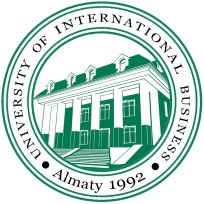 UNIVERSITY OF INTERNATIONAL BUSINESS
Almaty 1992